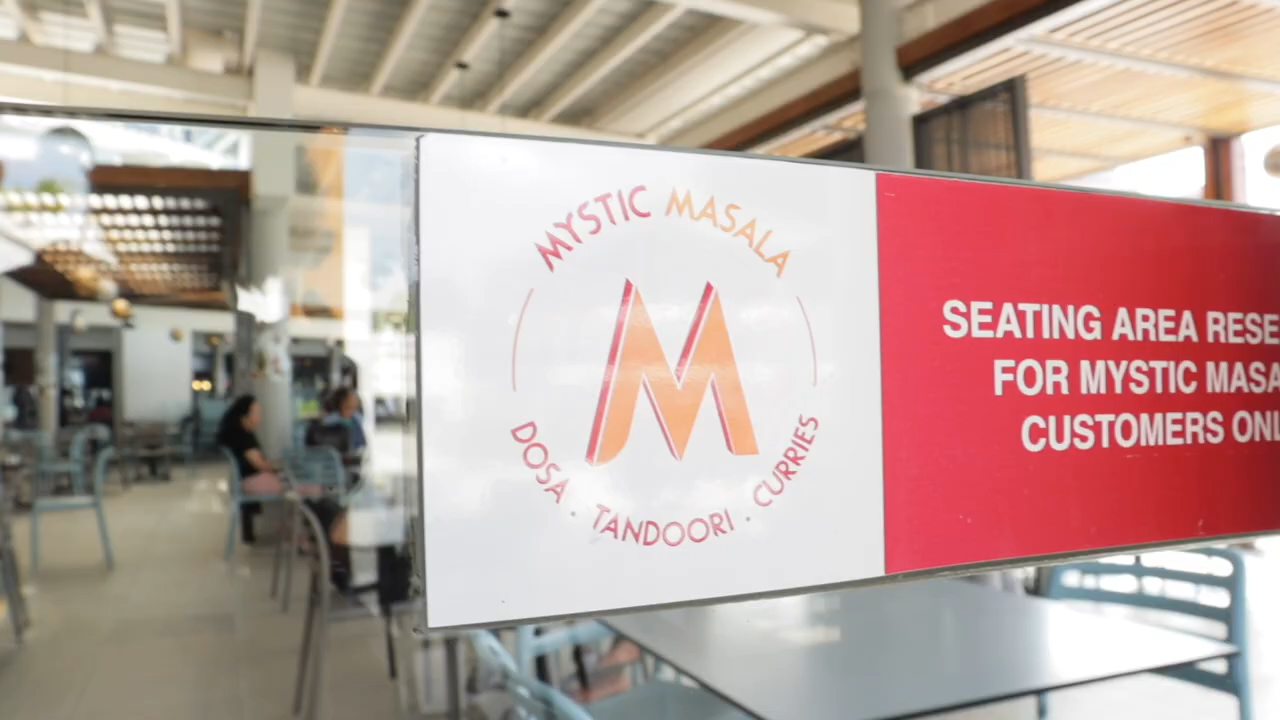 MYSTIC MASALA
M
DOSA . TANDOORI . CURRIES
SEATING AREA RESE
FOR MYSTIC MASA
CUSTOMERS ONL